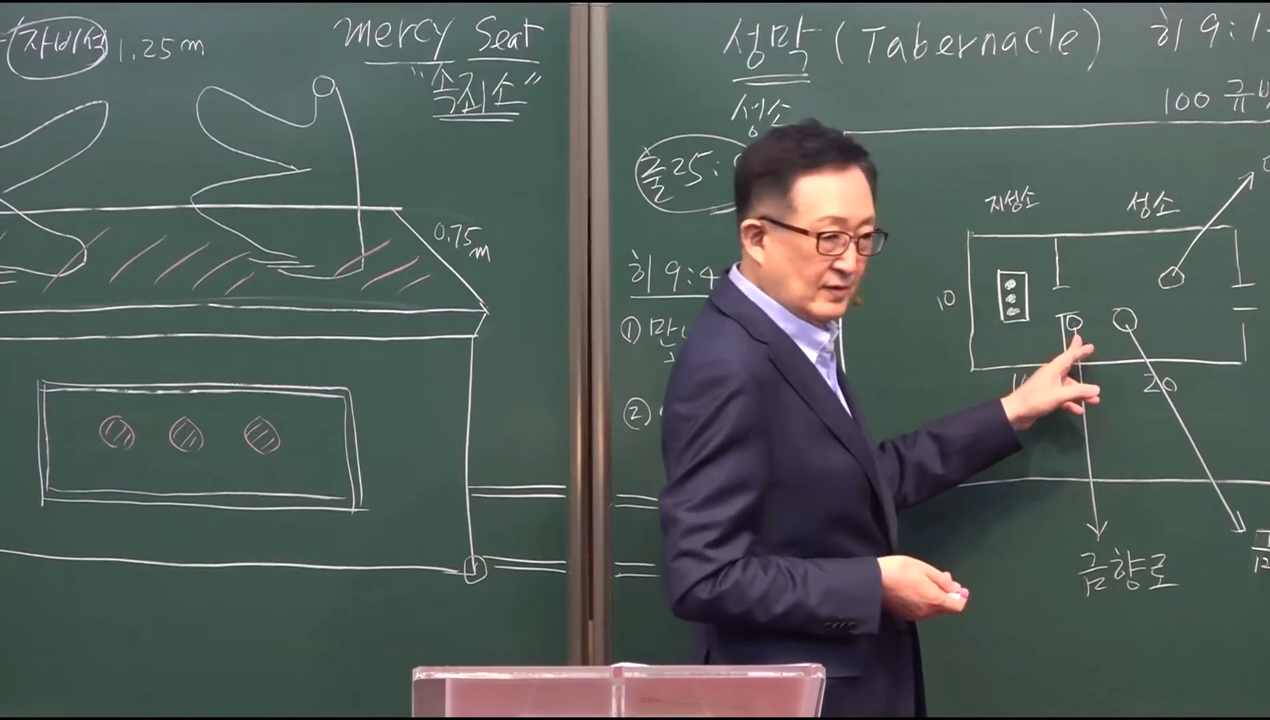 자비석 1.25m
mercy Seat
"속죄소"
0.75m
성막 (Tabernacle) 히 9:1-
성소
100 규빗
출25:
지성소 성소
히 9:4
10
① 만
20
②
금향로